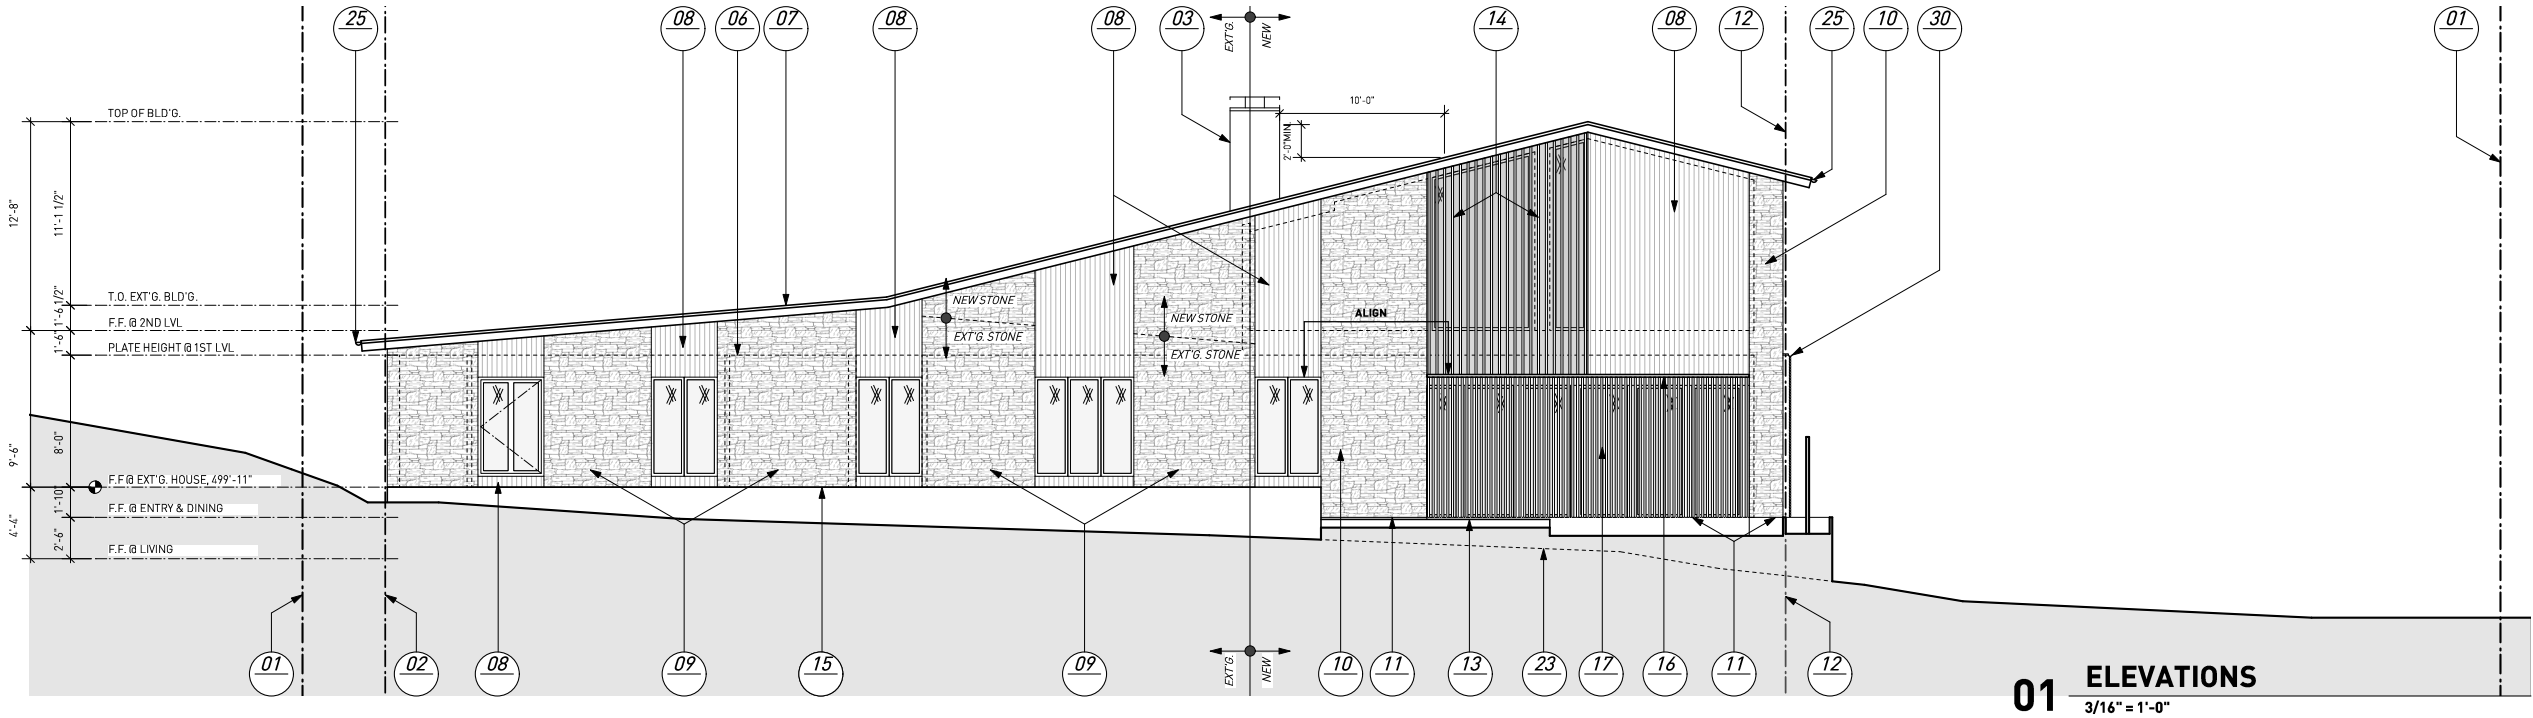 25
08
06
07
08
08
03
EXT'G.
NEW
14
08
12
25
10
30
01
TOP OF BLD'G.
10'-0"
2'-0"MIN.
12'-8"
11'-1 1/2"
T.O. EXT'G. BLD'G.
1'-6 1/2"
F.F. @ 2ND LVL
1'-6"
PLATE HEIGHT @ 1ST LVL
NEW STONE
EXT'G. STONE
NEW STONE
EXT'G. STONE
ALIGN
9'-6"
8'-0"
F.F @ EXT'G. HOUSE, 499'-11"
1'-10"
F.F. @ ENTRY & DINING
4'-4"
2'-6"
F.F. @ LIVING
01
02
08
09
15
09
EXT'G.
NEW
10
11
13
23
17
16
11
12
01
ELEVATIONS
3/16" = 1'-0"